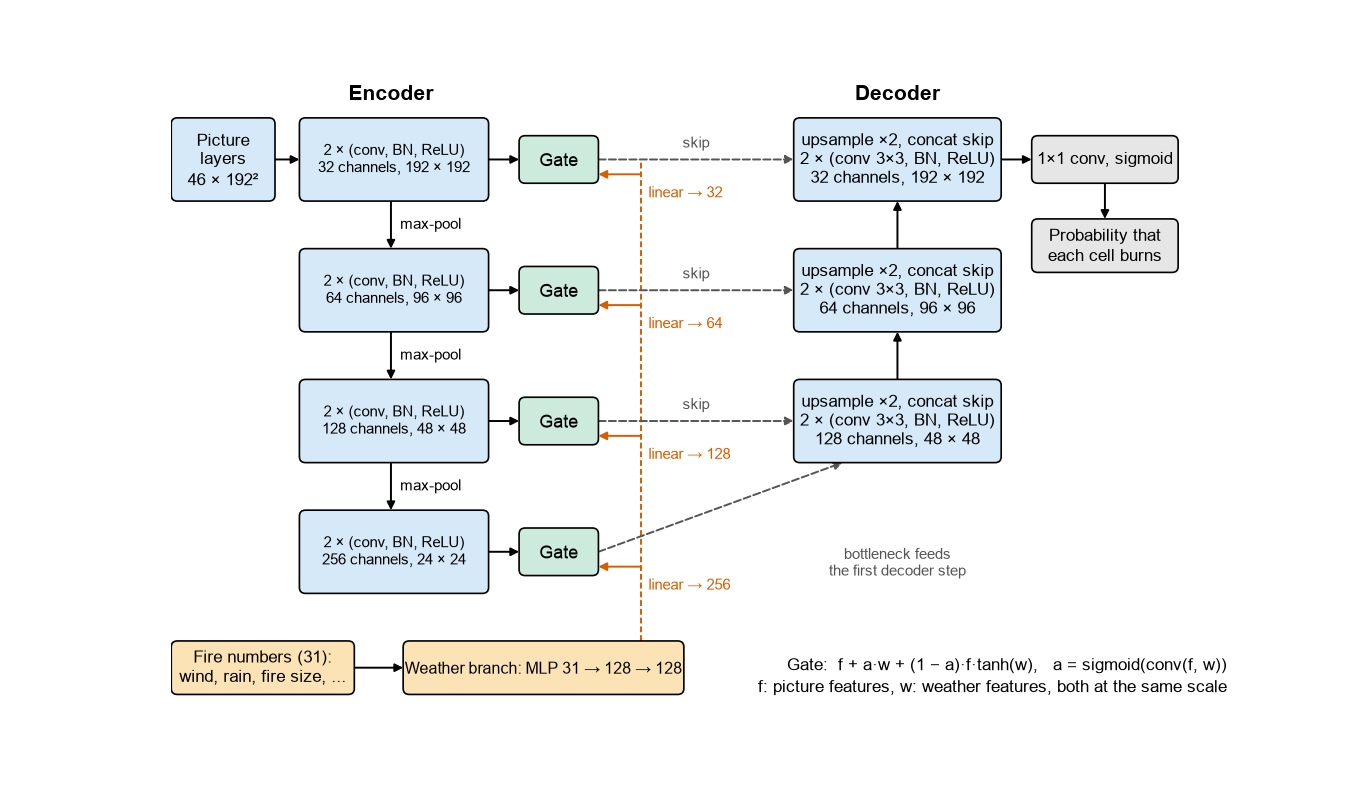 Encoder
Decoder
Picture
layers
46 × 192²
2 × (conv, BN, ReLU)
32 channels, 192 × 192
Gate
skip
upsample ×2, concat skip
2 × (conv 3×3, BN, ReLU)
32 channels, 192 × 192
1×1 conv, sigmoid
linear → 32
max-pool
Probability that
each cell burns
2 × (conv, BN, ReLU)
64 channels, 96 × 96
Gate
skip
upsample ×2, concat skip
2 × (conv 3×3, BN, ReLU)
64 channels, 96 × 96
linear → 64
max-pool
2 × (conv, BN, ReLU)
128 channels, 48 × 48
Gate
skip
upsample ×2, concat skip
2 × (conv 3×3, BN, ReLU)
128 channels, 48 × 48
linear → 128
max-pool
2 × (conv, BN, ReLU)
256 channels, 24 × 24
Gate
bottleneck feeds
the first decoder step
linear → 256
Fire numbers (31):
wind, rain, fire size, ...
Weather branch: MLP 31 → 128 → 128
Gate:  f + a·w + (1 − a)·f·tanh(w),   a = sigmoid(conv(f, w))
f: picture features, w: weather features, both at the same scale